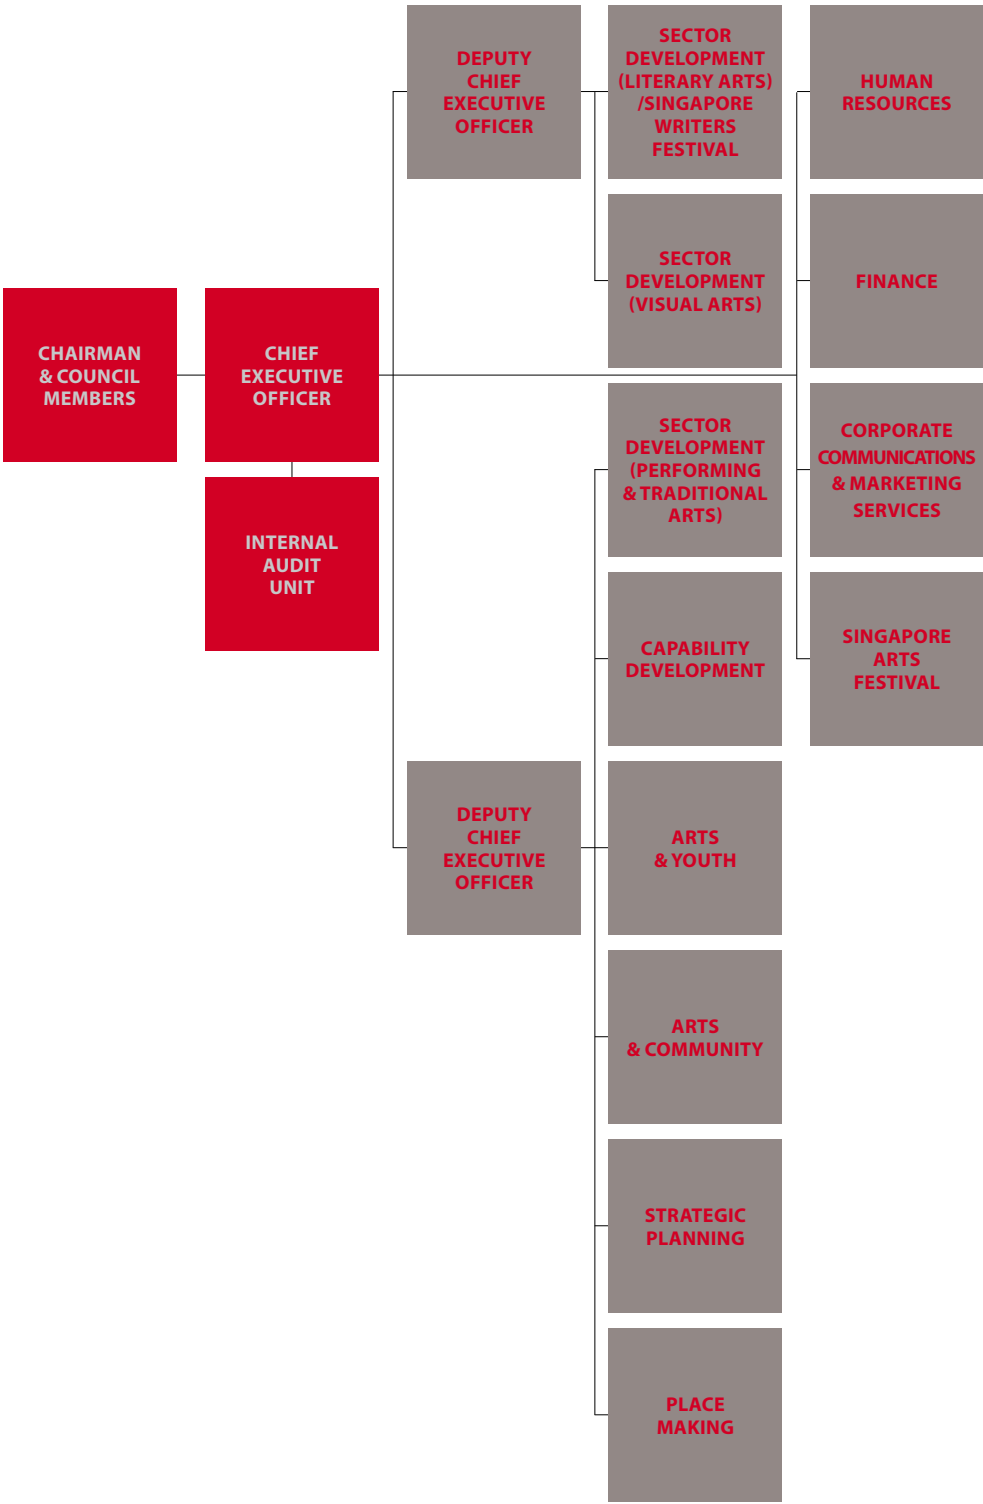 CHAIRMAN
& COUNCIL
MEMBERS
CHIEF
EXECUTIVE
OFFICER
INTERNAL
AUDIT
UNIT
DEPUTY
CHIEF
EXECUTIVE
OFFICER
SECTOR
DEVELOPMENT
(LITERARY ARTS)
/SINGAPORE
WRITERS
FESTIVAL
SECTOR
DEVELOPMENT
(VISUAL ARTS)
DEPUTY
CHIEF
EXECUTIVE
OFFICER
SECTOR
DEVELOPMENT
(PERFORMING
& TRADITIONAL
ARTS)
CAPABILITY
DEVELOPMENT
ARTS
& YOUTH
ARTS
& COMMUNITY
STRATEGIC
PLANNING
PLACE
MAKING
HUMAN
RESOURCES
FINANCE
CORPORATE
COMMUNICATIONS
& MARKETING
SERVICES
SINGAPORE
ARTS
FESTIVAL